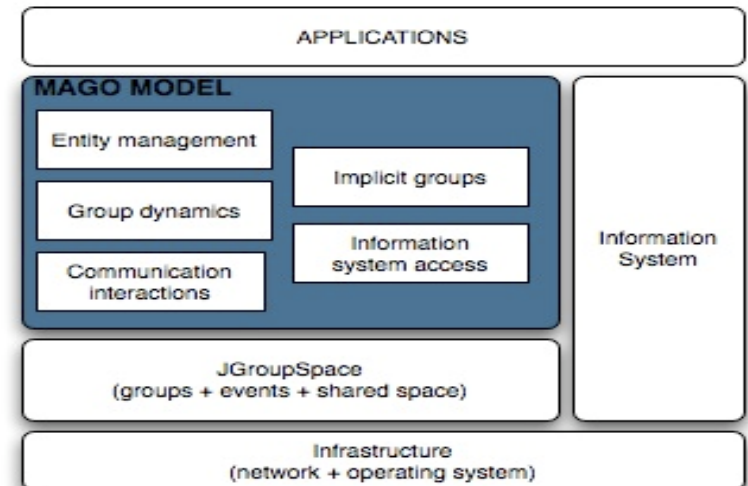 APPLICATIONS
MAGO MODEL
Entity management
Group dynamics
Communication
interactions
Implicit groups
Information
system access
Information
System
JGroupSpace
(groups + events + shared space)
Infrastructure
(network + operating system)